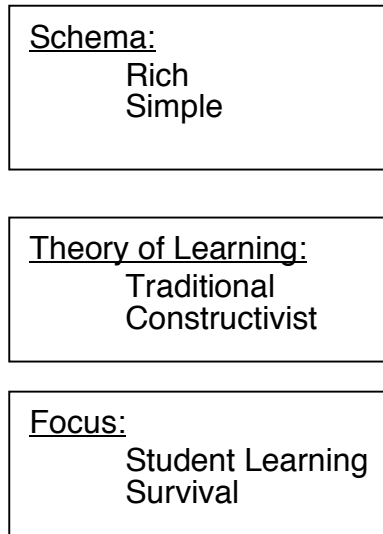 Schema:
Rich
Simple
Theory of Learning:
Traditional
Constructivist
Focus:
Student Learning
Survival